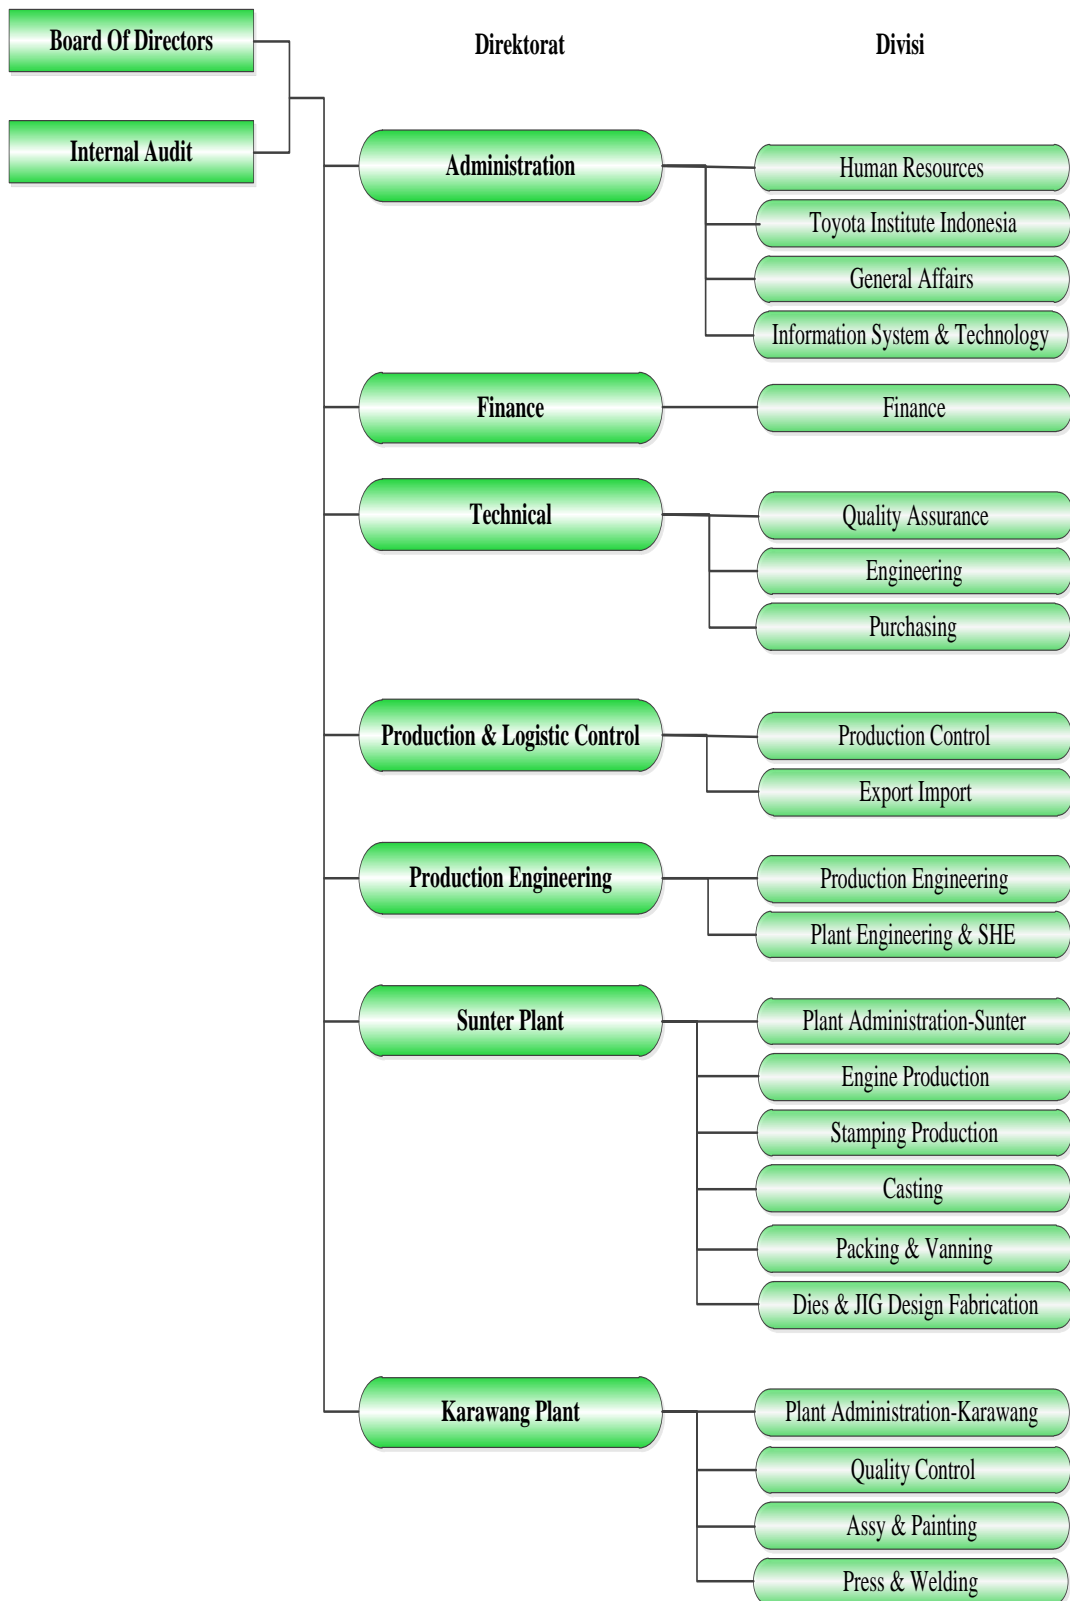 Board Of Directors
Direktorat
Divisi
Internal Audit
Administration
Human Resources
Toyota Institute Indonesia
General Affairs
Information System & Technology
Finance
Finance
Technical
Quality Assurance
Engineering
Purchasing
Production & Logistic Control
Production Control
Export Import
Production Engineering
Production Engineering
Plant Engineering & SHE
Sunter Plant
Plant Administration-Sunter
Engine Production
Stamping Production
Casting
Packing & Vanning
Dies & JIG Design Fabrication
Karawang Plant
Plant Administration-Karawang
Quality Control
Assy & Painting
Press & Welding